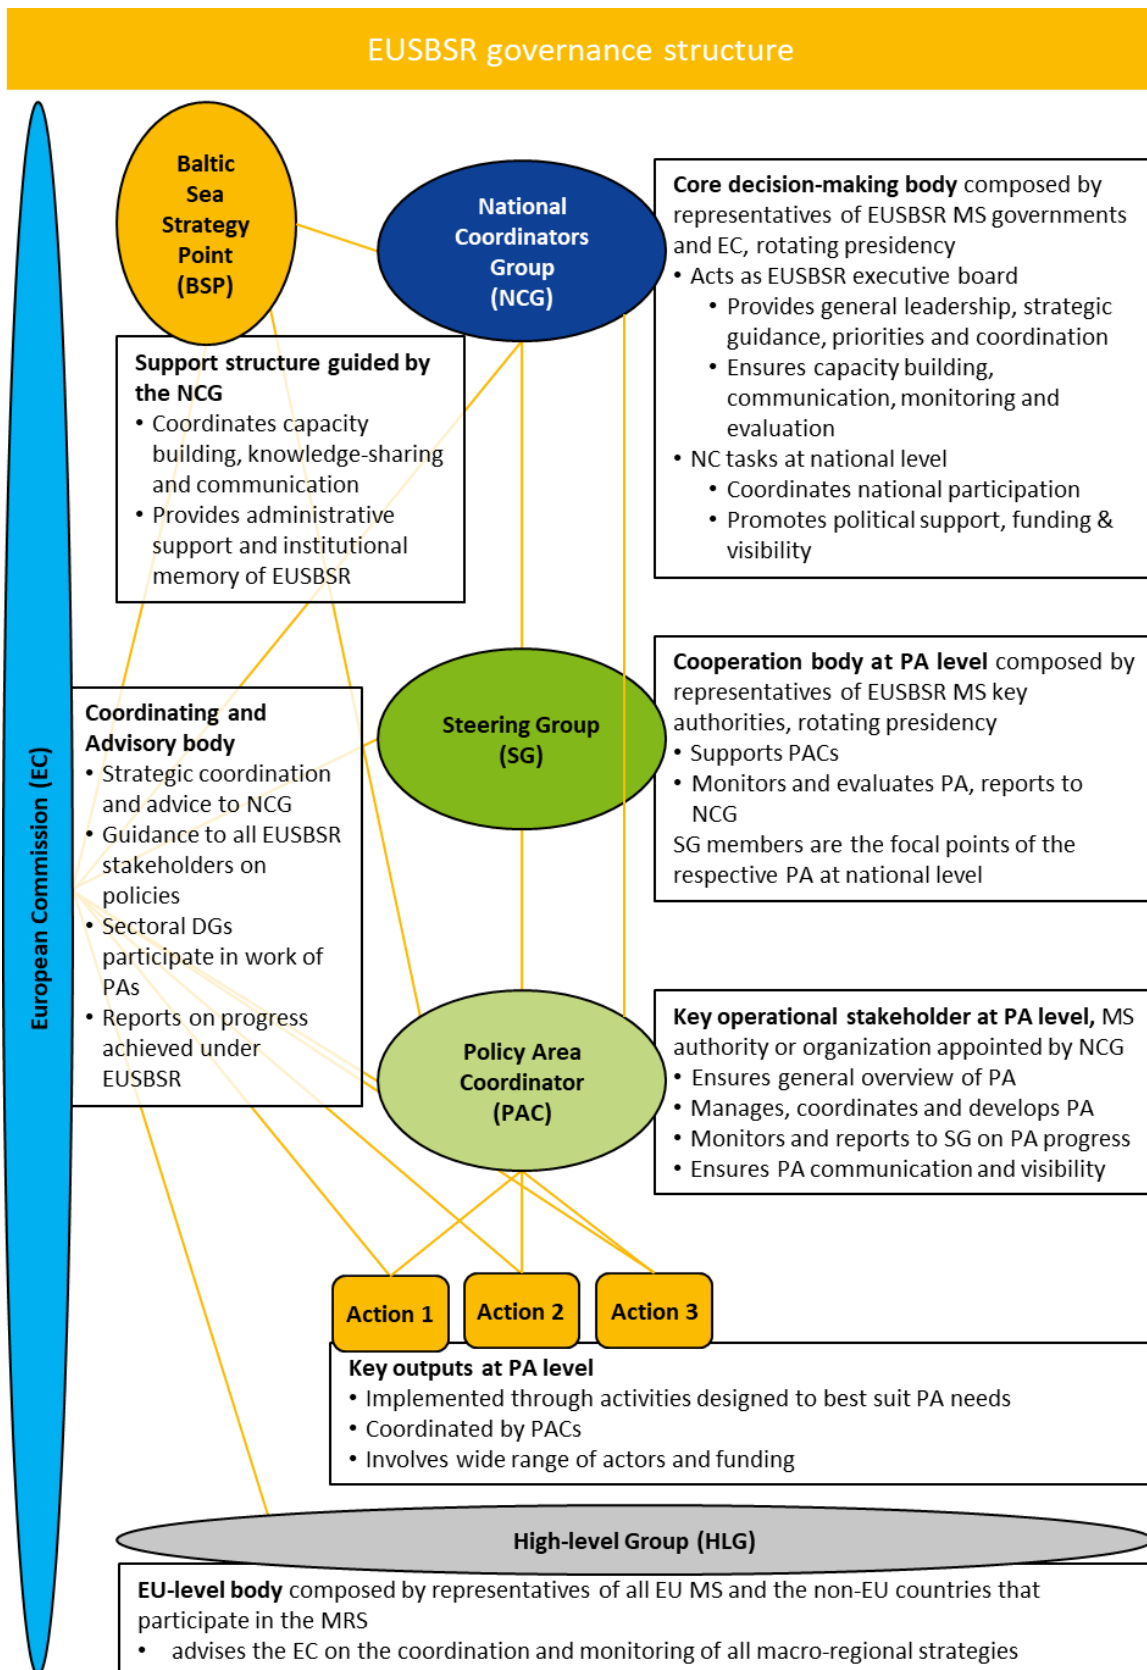 EUSBSR governance structure
Baltic
Sea
Strategy
Point
(BSP)
National
Coordinators
Group
(NCG)
Core decision-making body composed by
representatives of EUSBSR MS governments
and EC, rotating presidency
• Acts as EUSBSR executive board
• Provides general leadership, strategic
guidance, priorities and coordination
• Ensures capacity building,
communication, monitoring and
evaluation
• NC tasks at national level
• Coordinates national participation
• Promotes political support, funding &
visibility
Support structure guided by
the NCG
• Coordinates capacity
building, knowledge-sharing
and communication
• Provides administrative
support and institutional
memory of EUSBSR
European Commission (EC)
Coordinating and
Advisory body
• Strategic coordination
and advice to NCG
• Guidance to all EUSBSR
stakeholders on
policies
• Sectoral DGs
participate in work of
PAs
• Reports on progress
achieved under
EUSBSR
Steering Group
(SG)
Cooperation body at PA level composed by
representatives of EUSBSR MS key
authorities, rotating presidency
• Supports PACs
• Monitors and evaluates PA, reports to
NCG
SG members are the focal points of the
respective PA at national level
Policy Area
Coordinator
(PAC)
Key operational stakeholder at PA level, MS
authority or organization appointed by NCG
• Ensures general overview of PA
• Manages, coordinates and develops PA
• Monitors and reports to SG on PA progress
• Ensures PA communication and visibility
Action 1
Action 2
Action 3
Key outputs at PA level
• Implemented through activities designed to best suit PA needs
• Coordinated by PACs
• Involves wide range of actors and funding
High-level Group (HLG)
EU-level body composed by representatives of all EU MS and the non-EU countries that
participate in the MRS
• advises the EC on the coordination and monitoring of all macro-regional strategies